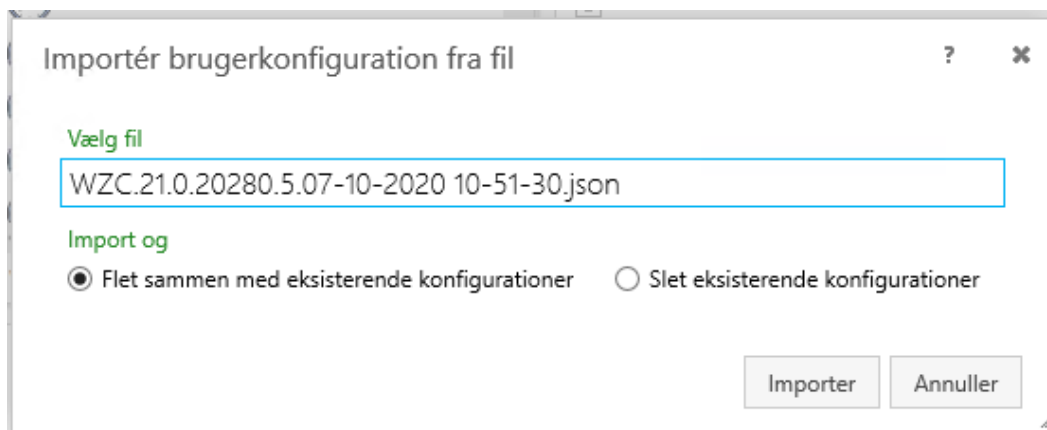 Importér brugerkonfiguration fra fil ? ✖
Vælg fil
WZC.21.0.20280.5.07-10-2020 10-51-30.json
Import og
Flet sammen med eksisterende konfigurationer Slet eksisterende konfigurationer
Importer Annuller